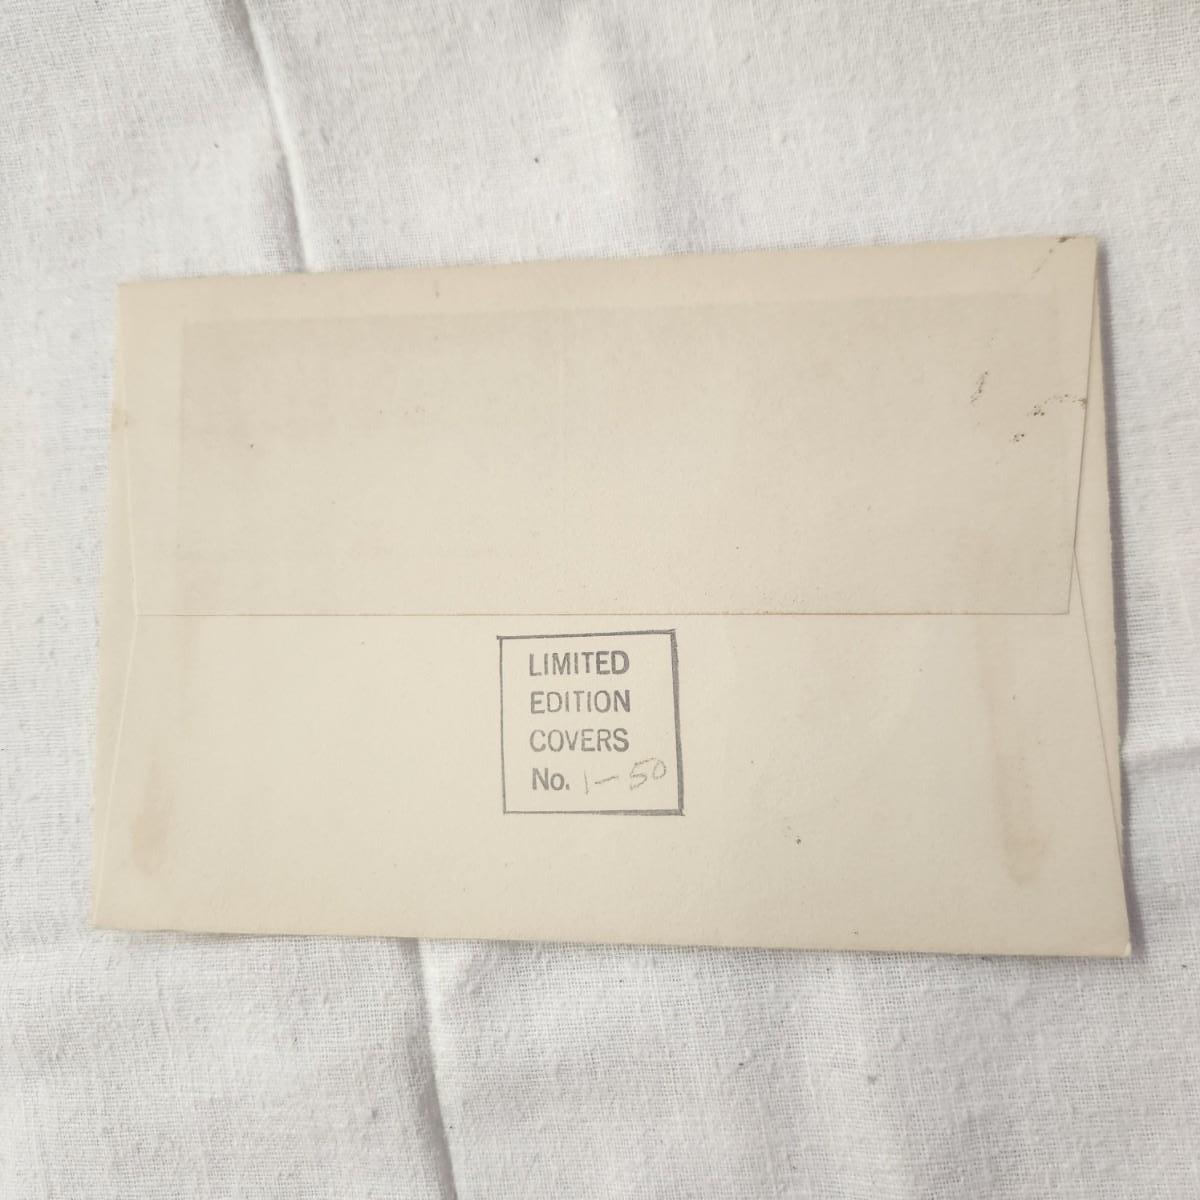 LIMITED
EDITION
COVERS
No. 1-50